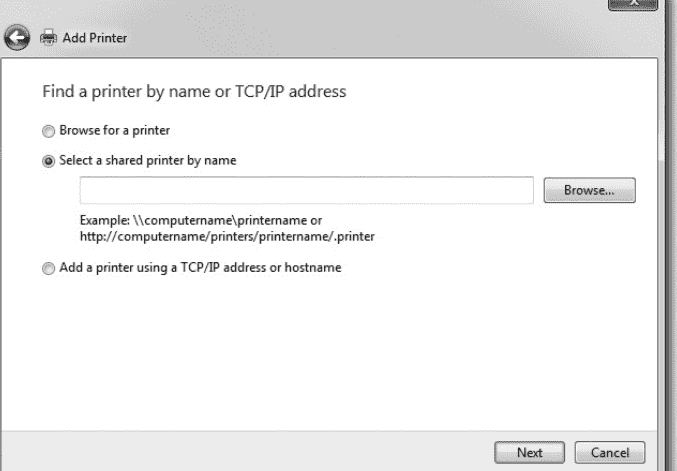 Add Printer
Find a printer by name or TCP/IP address
Browse for a printer
Select a shared printer by name
Browse...
Example: \\computername\printername or
http://computername/printers/printername/.printer
Add a printer using a TCP/IP address or hostname
Next Cancel